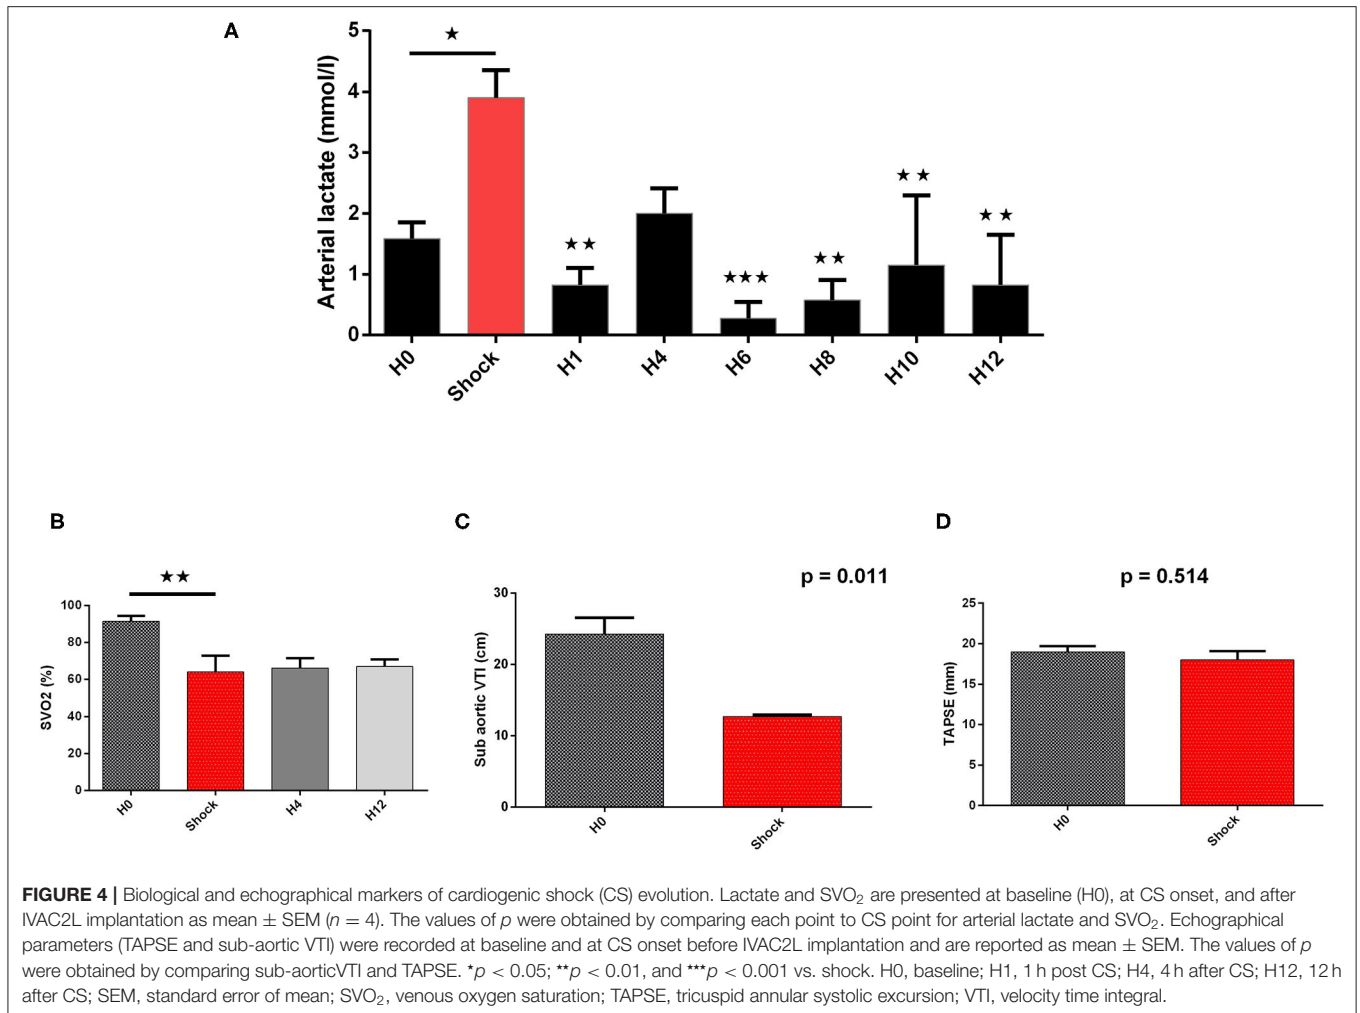 A
★
5
4
3
2
1
0
Arterial lactate (mmol/l)
★★
★★★
★★
★★
★★
H0
Shock
H1
H4
H6
H8
H10
H12
B
★★
100
80
60
40
20
0
SVO2 (%)
H0
Shock
H4
H12
C
p = 0.011
30
20
10
0
Sub aortic VTI (cm)
H0
Shock
D
p = 0.514
25
20
15
10
5
0
TAPSE (mm)
H0
Shock
FIGURE 4 | Biological and echographical markers of cardiogenic shock (CS) evolution. Lactate and SVO₂ are presented at baseline (H0), at CS onset, and after
IVAC2L implantation as mean ± SEM (n = 4). The values of p were obtained by comparing each point to CS point for arterial lactate and SVO₂. Echographical
parameters (TAPSE and sub-aortic VTI) were recorded at baseline and at CS onset before IVAC2L implantation and are reported as mean ± SEM. The values of p
were obtained by comparing sub-aorticVTI and TAPSE. *p < 0.05; **p < 0.01, and ***p < 0.001 vs. shock. H0, baseline; H1, 1 h post CS; H4, 4 h after CS; H12, 12 h
after CS; SEM, standard error of mean; SVO₂, venous oxygen saturation; TAPSE, tricuspid annular systolic excursion; VTI, velocity time integral.